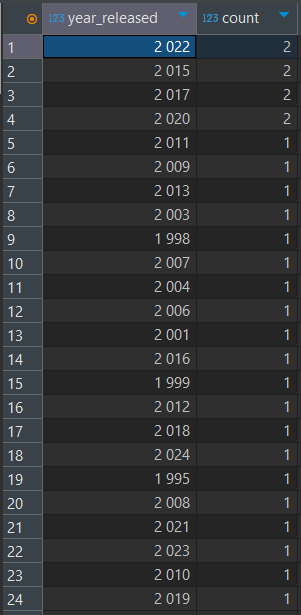 123 year_released 123 count
1 2 022 2
2 2 015 2
3 2 017 2
4 2 020 2
5 2 011 1
6 2 009 1
7 2 013 1
8 2 003 1
9 1 998 1
10 2 007 1
11 2 004 1
12 2 006 1
13 2 001 1
14 2 016 1
15 1 999 1
16 2 012 1
17 2 018 1
18 2 024 1
19 1 995 1
20 2 008 1
21 2 021 1
22 2 023 1
23 2 010 1
24 2 019 1